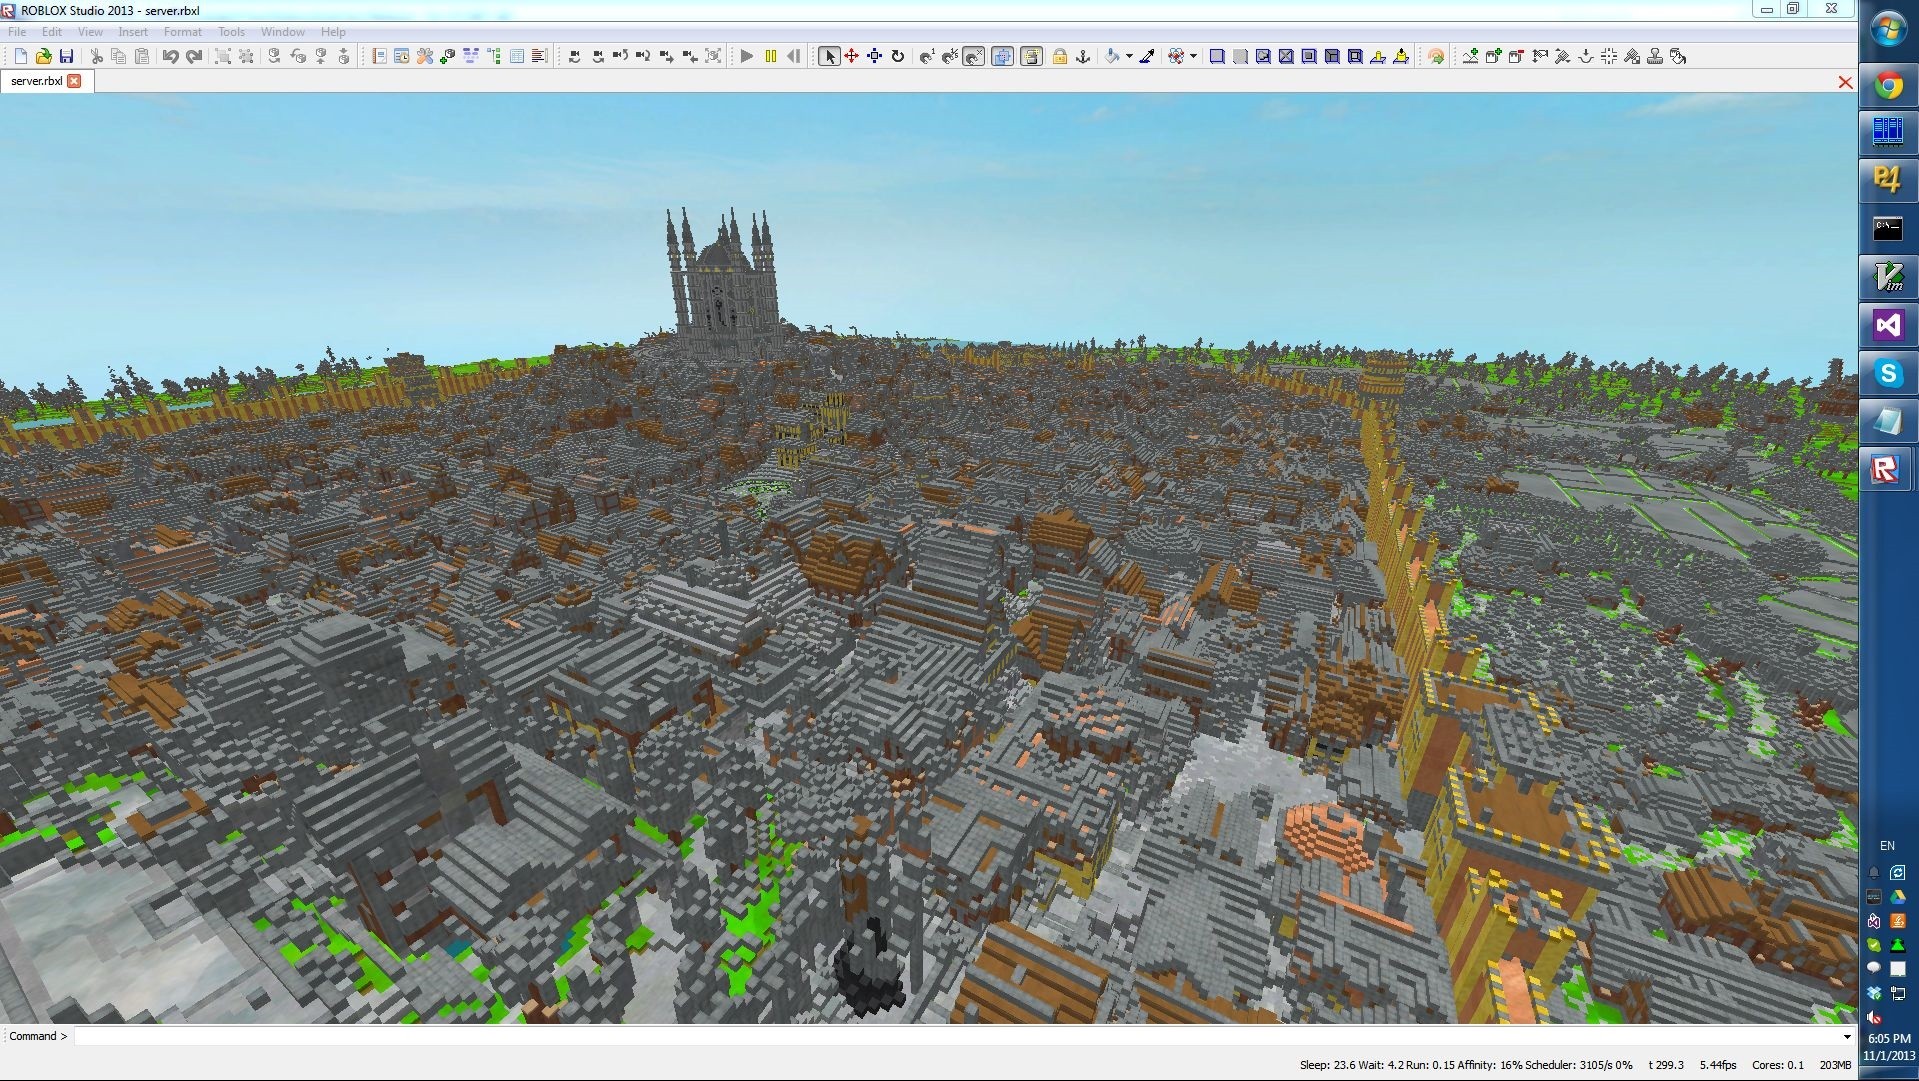 ROBLOX Studio 2013 - server.rbxl
File Edit View Insert Format Tools Window Help
server.rbxl
P4
C:\
Vim
S
R
EN
Command >
6:05 PM
11/1/2013
Sleep: 23.6 Wait: 4.2 Run: 0.15 Affinity: 16% Scheduler: 3105/s 0% t 299.3 5.44fps Cores: 0.1 203MB